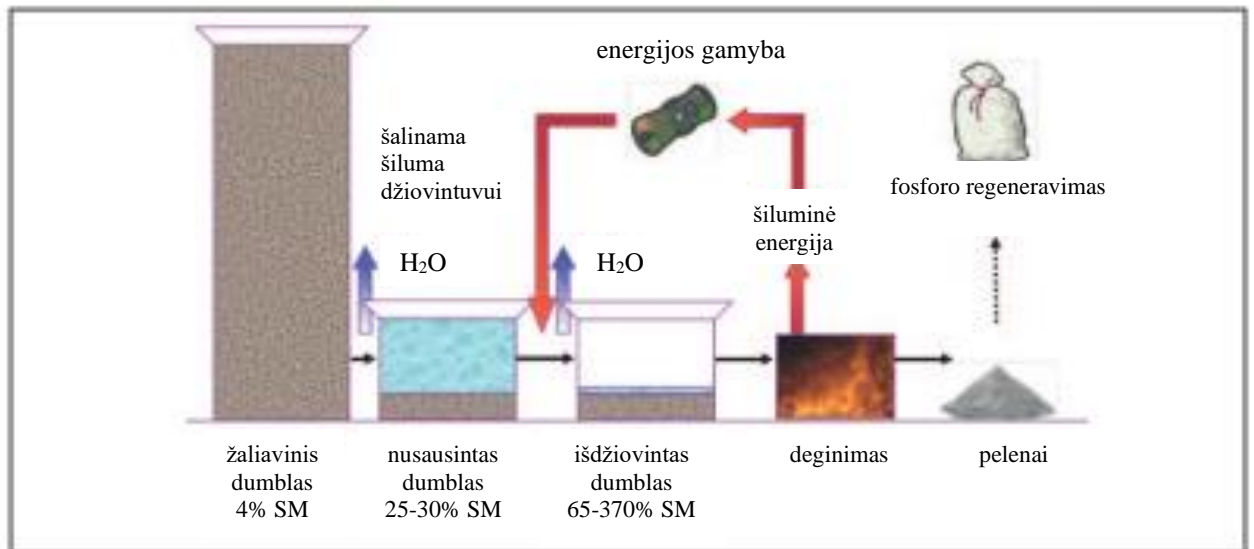 energijos gamyba
šalinama
šiluma
džiovintuvui
fosforo regeneravimas
šiluminė
energija
H₂O
H₂O
žaliavinis
dumblas
4% SM
nusausintas
dumblas
25-30% SM
išdžiovintas
dumblas
65-370% SM
deginimas
pelenai